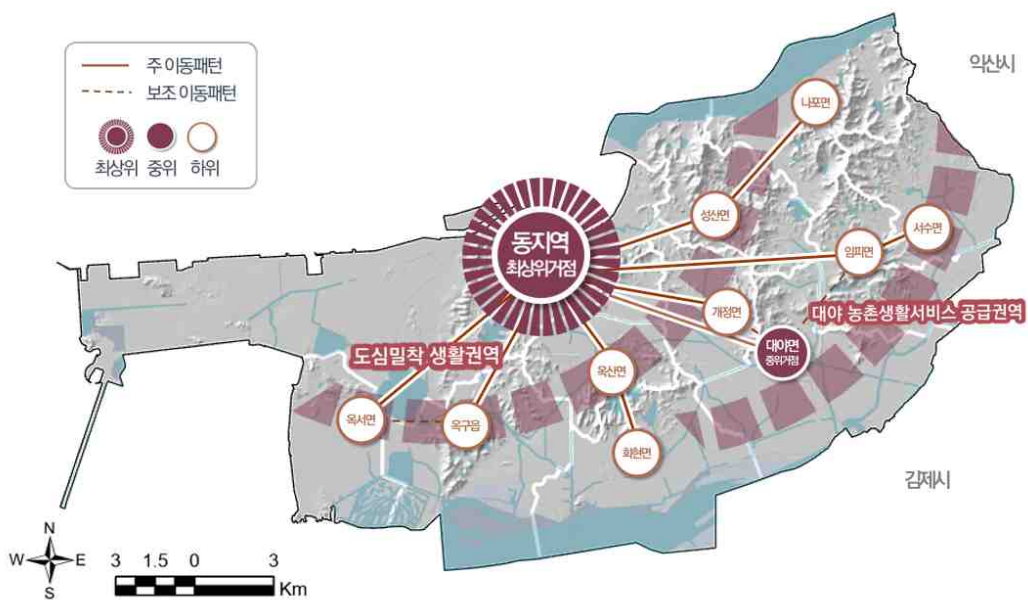 주 이동패턴
보조 이동패턴
최상위 중위 하위
익산시
나포면
성산면
서수면
임피면
동지역
최상위거점
개정면
대야 농촌생활서비스 공급권역
대야면
중위거점
도심밀착 생활권역
옥산면
옥서면
옥구읍
회현면
김제시
N
W E
S
3 1.5 0 3
Km